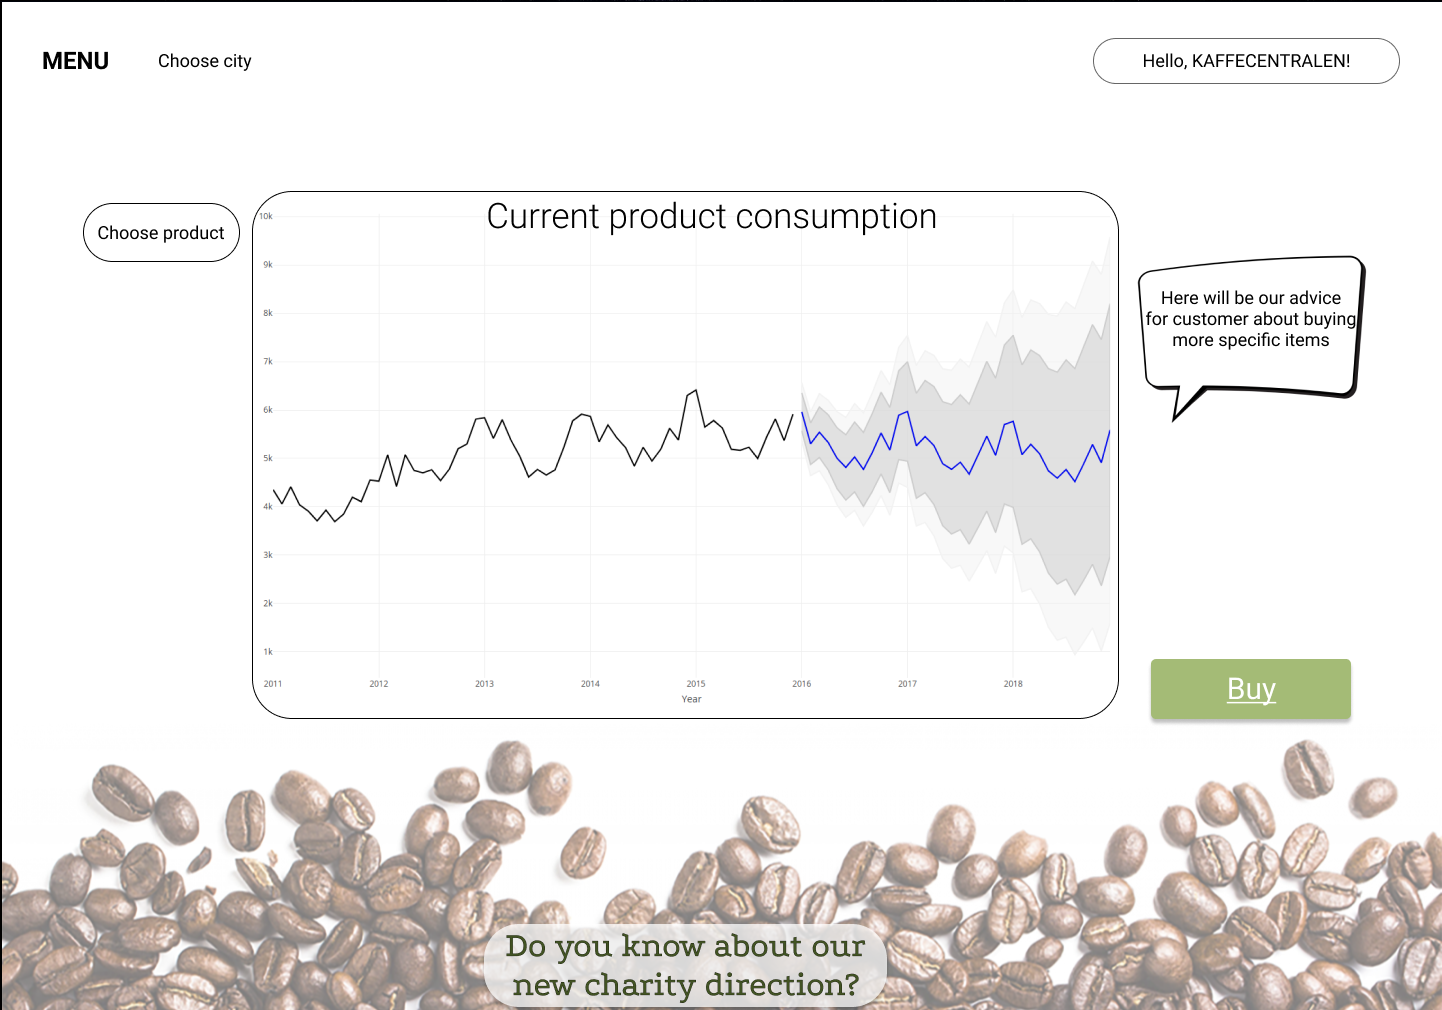 MENU
Choose city
Hello, KAFFECENTRALEN!
Choose product
Current product consumption
10k
9k
8k
7k
6k
5k
4k
3k
2k
1k
2011
2012
2013
2014
2015
2016
2017
2018
Year
Here will be our advice
for customer about buying
more specific items
Buy
Do you know about our
new charity direction?